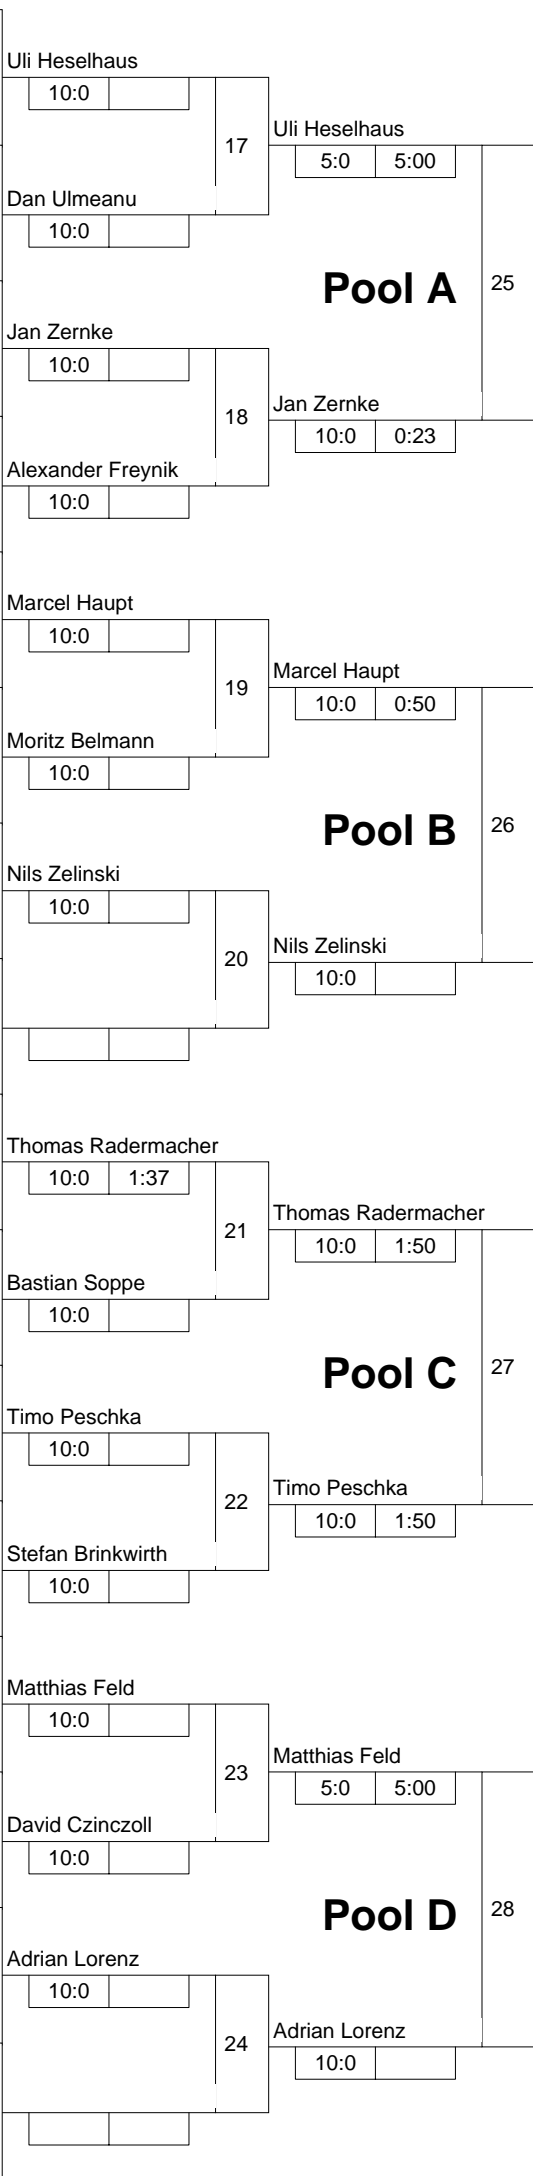 Uli Heselhaus
10:0
17
Uli Heselhaus
5:0 5:00
Dan Ulmeanu
10:0
Pool A
25
Jan Zernke
10:0
18
Jan Zernke
10:0 0:23
Alexander Freynik
10:0
Marcel Haupt
10:0
19
Marcel Haupt
10:0 0:50
Moritz Belmann
10:0
Pool B
26
Nils Zelinski
10:0
20
Nils Zelinski
10:0
Thomas Radermacher
10:0 1:37
21
Thomas Radermacher
10:0 1:50
Bastian Soppe
10:0
Pool C
27
Timo Peschka
10:0
22
Timo Peschka
10:0 1:50
Stefan Brinkwirth
10:0
Matthias Feld
10:0
23
Matthias Feld
5:0 5:00
David Czinczoll
10:0
Pool D
28
Adrian Lorenz
10:0
24
Adrian Lorenz
10:0